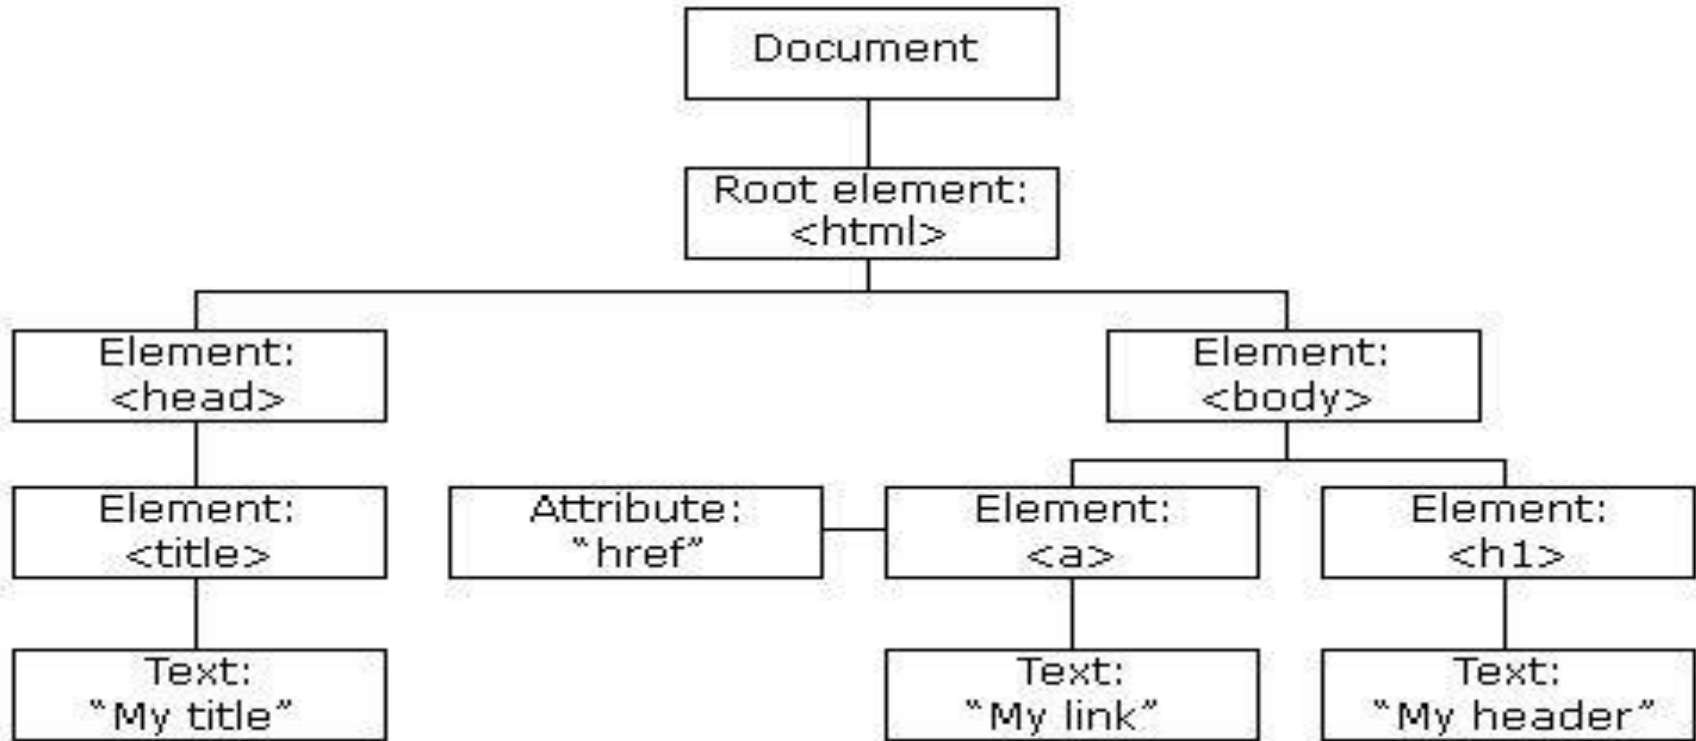 Document
Root element:
<html>
Element:
<head>
Element:
<body>
Element:
<title>
Attribute:
“href”
Element:
<a>
Element:
<h1>
Text:
“My title”
Text:
“My link”
Text:
“My header”